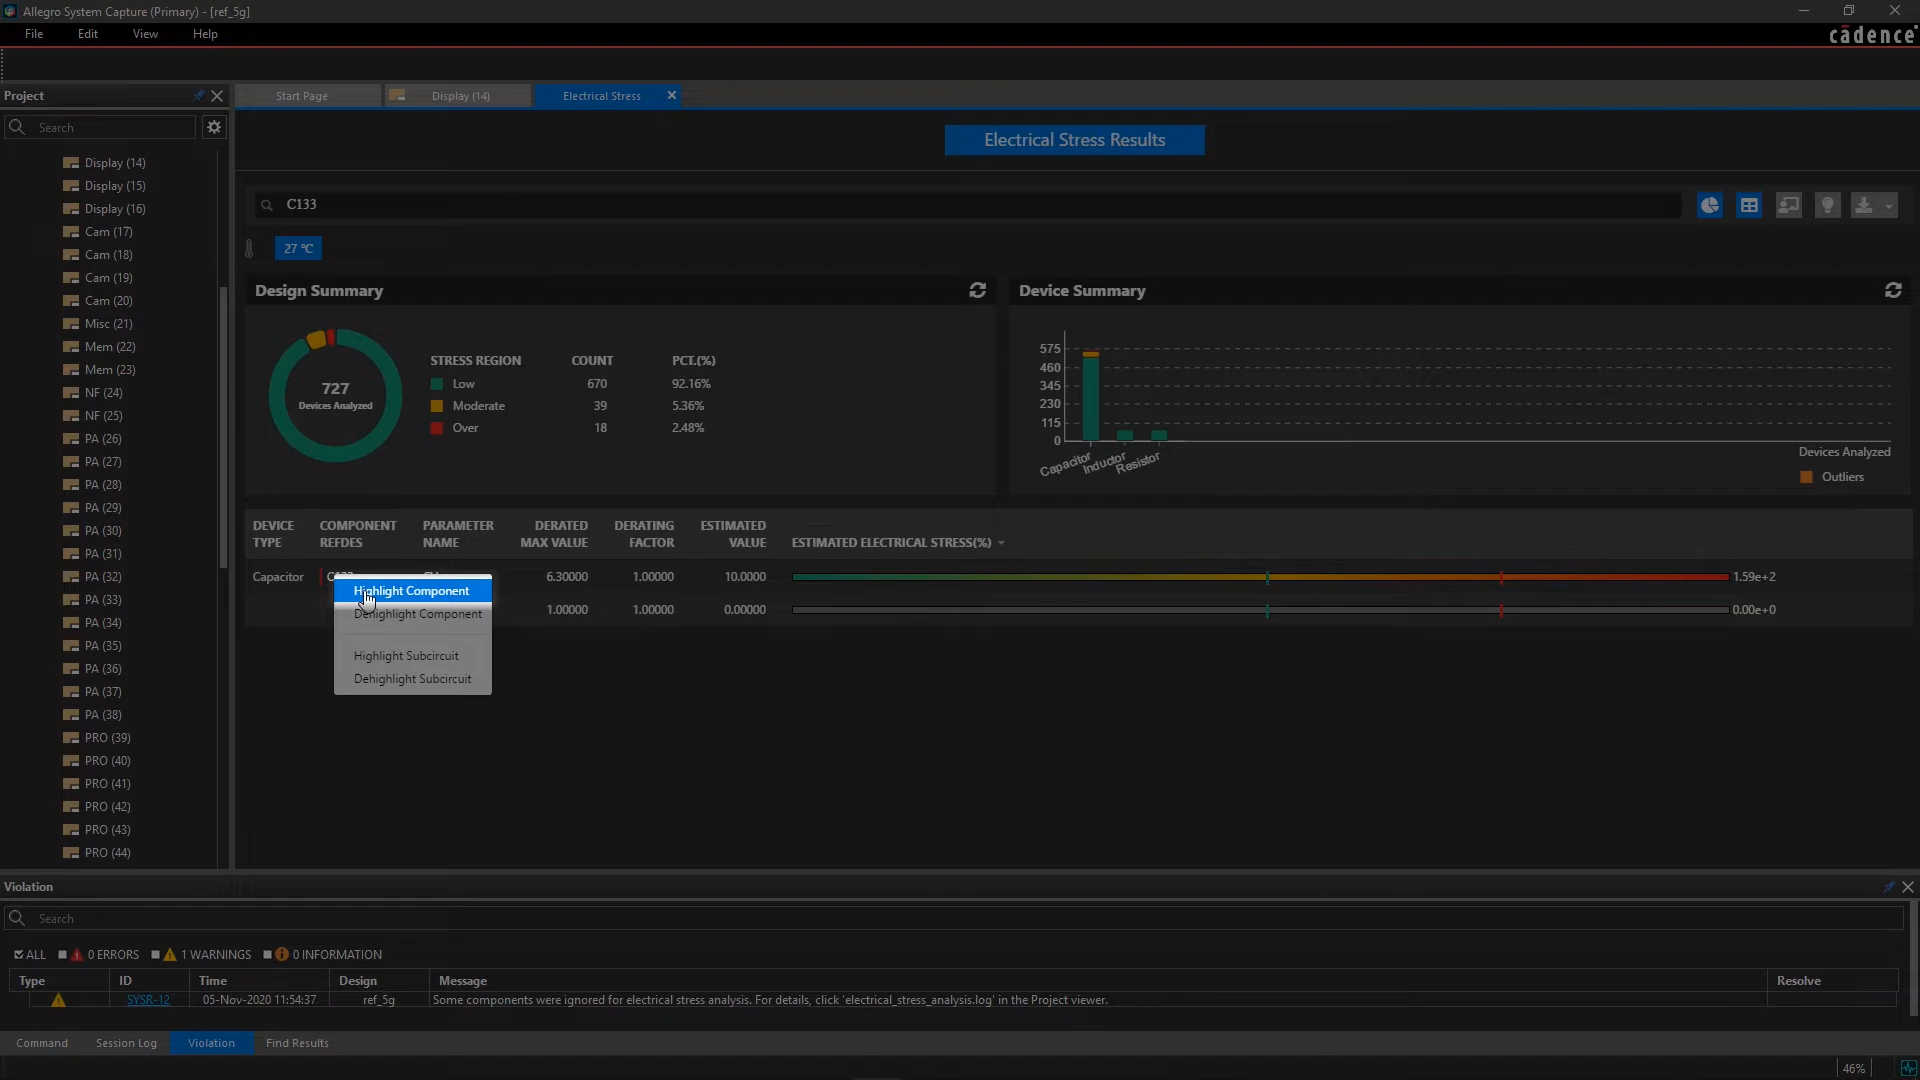 Allegro System Capture (Primary) - [ref_5g]
File Edit View Help
cādence
Project
Start Page
Display (14)
Electrical Stress
Search
Electrical Stress Results
Display (14)
Display (15)
Display (16)
Cam (17)
Cam (18)
Cam (19)
Cam (20)
Misc (21)
Mem (22)
Mem (23)
NF (24)
NF (25)
PA (26)
PA (27)
PA (28)
PA (29)
PA (30)
PA (31)
PA (32)
PA (33)
PA (34)
PA (35)
PA (36)
PA (37)
PA (38)
PRO (39)
PRO (40)
PRO (41)
PRO (42)
PRO (43)
PRO (44)
C133
27 °C
Design Summary
727
Devices Analyzed
STRESS REGION COUNT PCT.(%)
Low 670 92.16%
Moderate 39 5.36%
Over 18 2.48%
Device Summary
575
460
345
230
115
0
Capacitor
Inductor
Resistor
Devices Analyzed
Outliers
DEVICE TYPE COMPONENT REFDES PARAMETER NAME DERATED MAX VALUE DERATING FACTOR ESTIMATED VALUE ESTIMATED ELECTRICAL STRESS(%)
Capacitor 6.30000 1.00000 10.0000 1.59e+2
1.00000 1.00000 0.00000 0.00e+0
Highlight Component
Dehighlight Component
Highlight Subcircuit
Dehighlight Subcircuit
Violation
Search
ALL 0 ERRORS 1 WARNINGS 0 INFORMATION
Type ID Time Design Message Resolve
SYSR-12 05-Nov-2020 11:54:37 ref_5g Some components were ignored for electrical stress analysis. For details, click 'electrical_stress_analysis.log' in the Project viewer.
Command Session Log Violation Find Results
46%